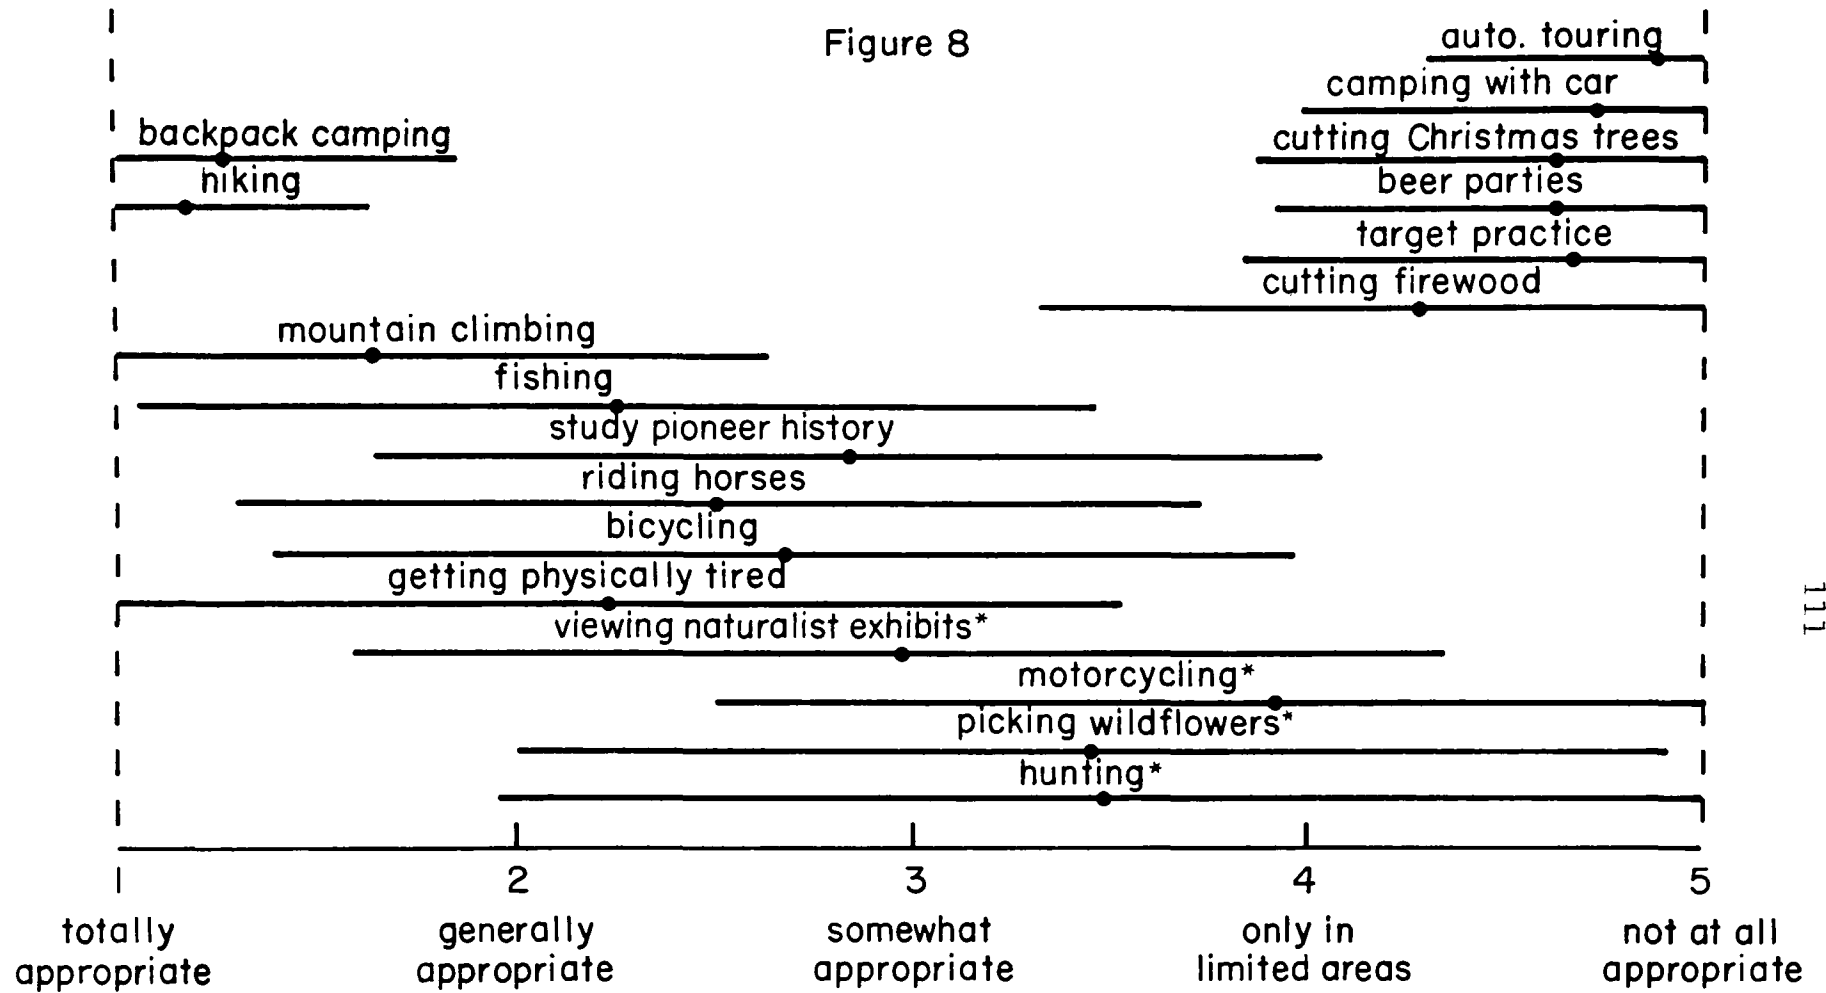 Figure 8
auto. touring
camping with car
backpack camping
cutting Christmas trees
hiking
beer parties
target practice
cutting firewood
mountain climbing
fishing
study pioneer history
riding horses
bicycling
getting physically tired
viewing naturalist exhibits*
motorcycling*
picking wildflowers*
hunting*
1 2 3 4 5
totally generally somewhat only in not at all
appropriate appropriate appropriate limited areas appropriate
111